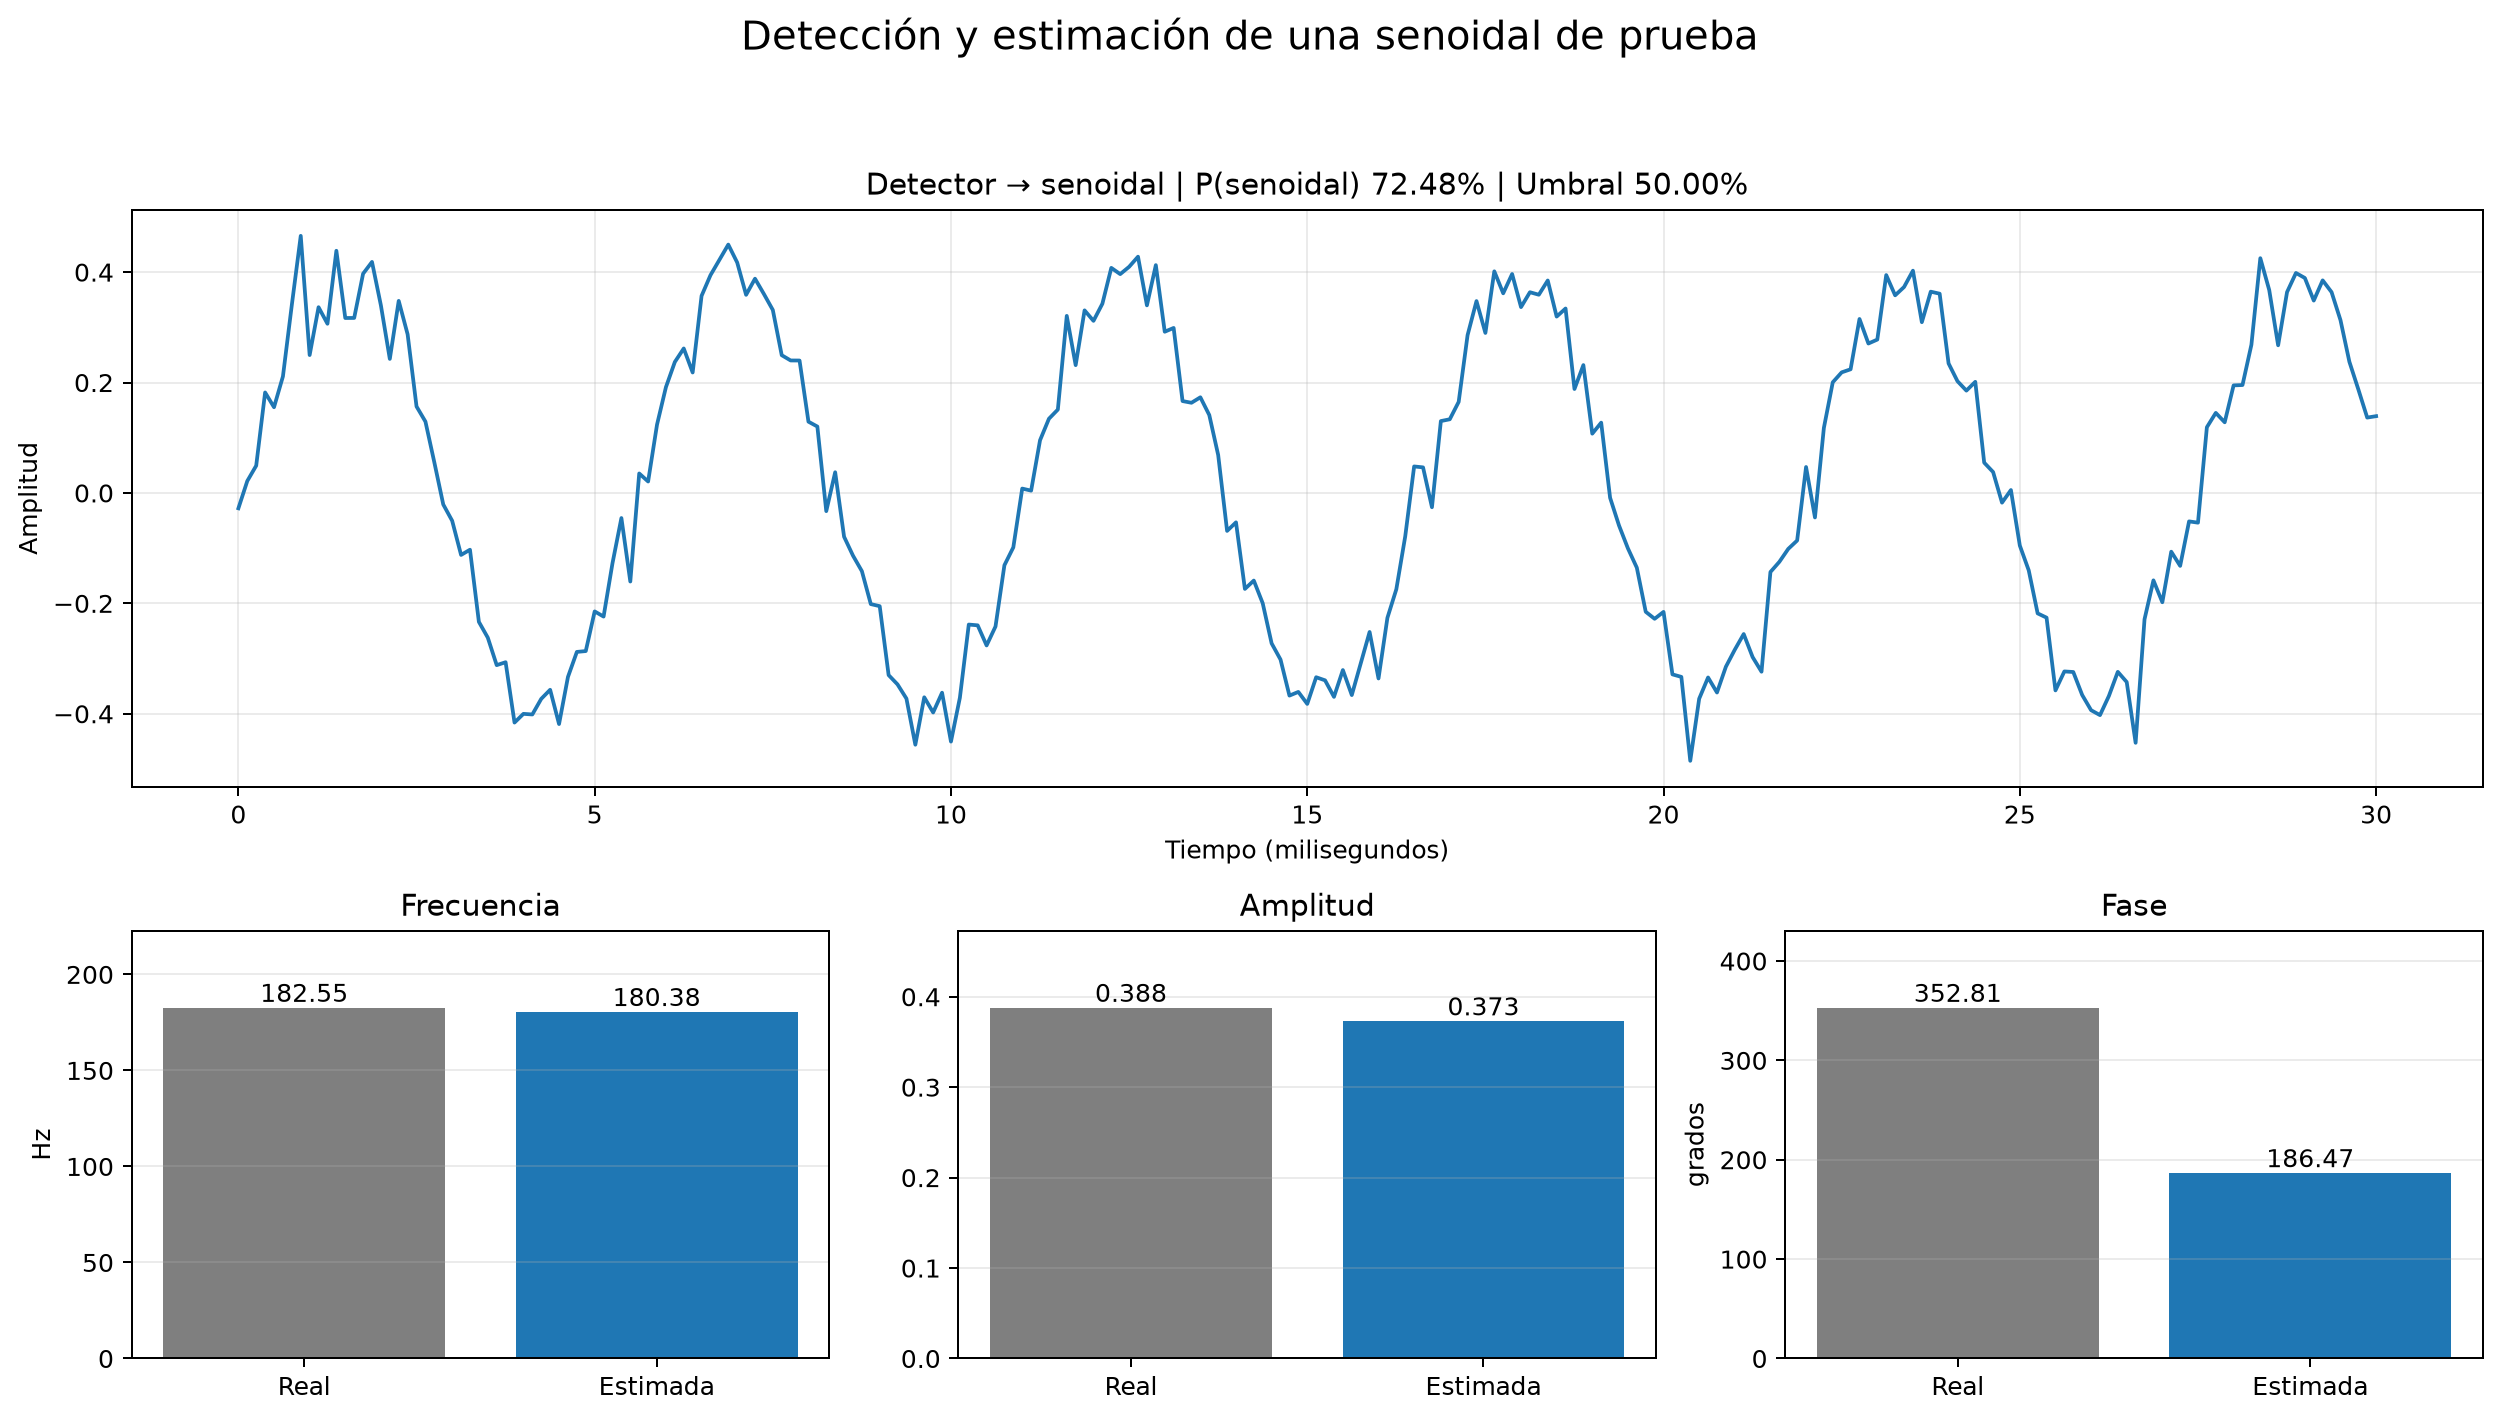 Detección y estimación de una senoidal de prueba
Detector → senoidal | P(senoidal) 72.48% | Umbral 50.00%
Amplitud
0.4
0.2
0.0
−0.2
−0.4
0 5 10 15 20 25 30
Tiempo (milisegundos)
Frecuencia
Hz
200
150
100
50
0
182.55
180.38
Real Estimada
Amplitud
0.4
0.3
0.2
0.1
0.0
0.388
0.373
Real Estimada
Fase
grados
400
300
200
100
0
352.81
186.47
Real Estimada